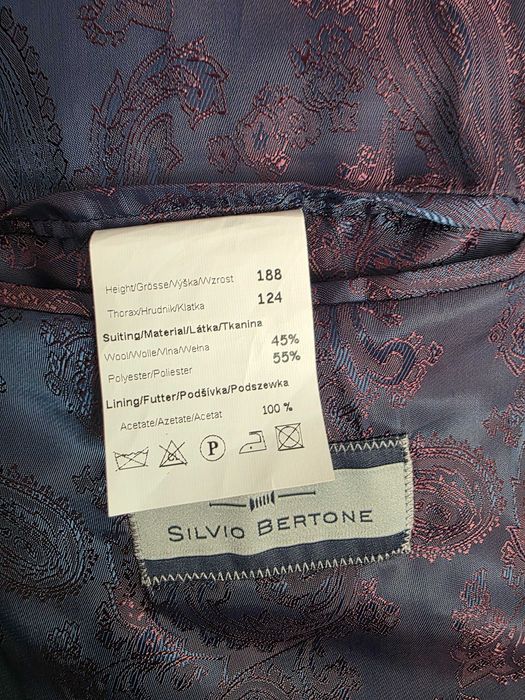 Height/Grösse/Výška/Wzrost 188
Thorax/Hrudník/Klatka 124
Suiting/Material/Látka/Tkanina
Wool/Wolle/Vlna/Wełna 45%
Polyester/Poliester 55%
Lining/Futter/Podšívka/Podszewka
Acetate/Azetate/Acetat 100 %
CL P
SILVIO BERTONE